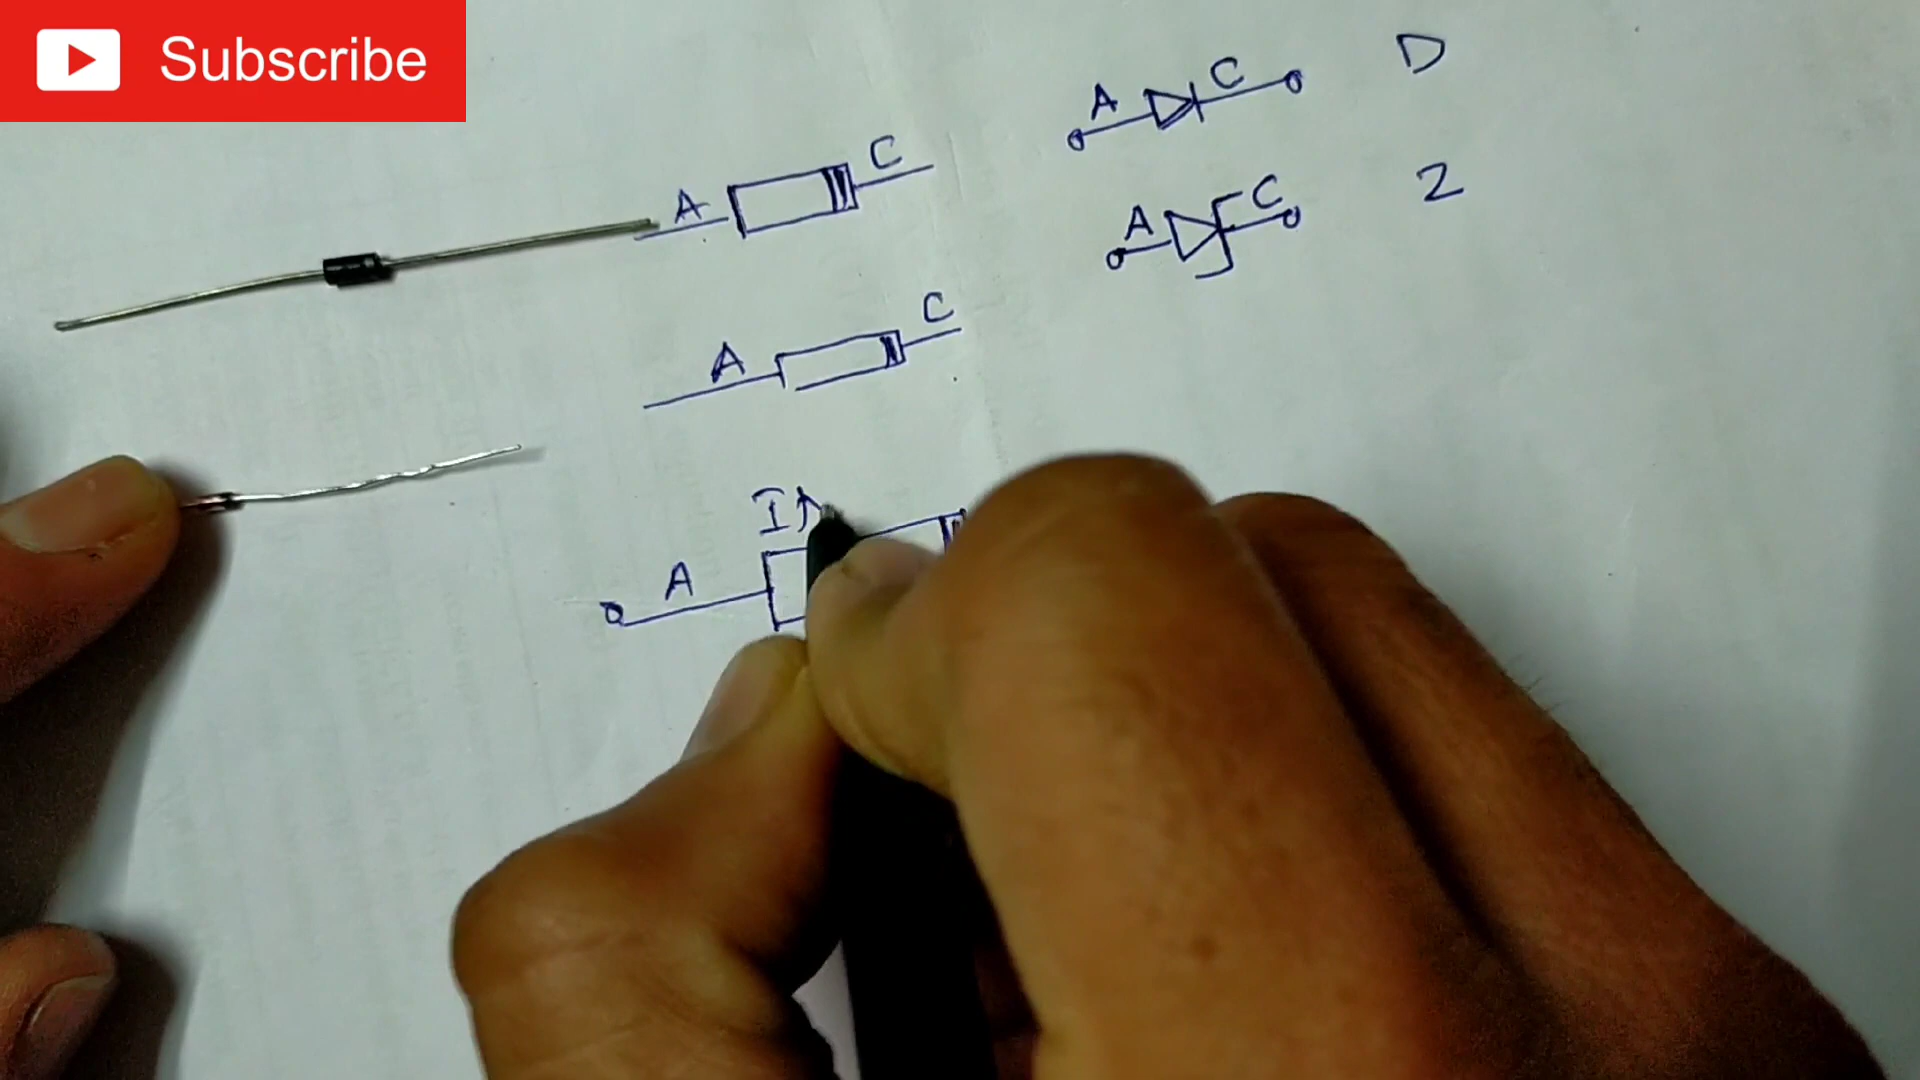 Subscribe
A C D
A C
A C Z
A C
IN
A